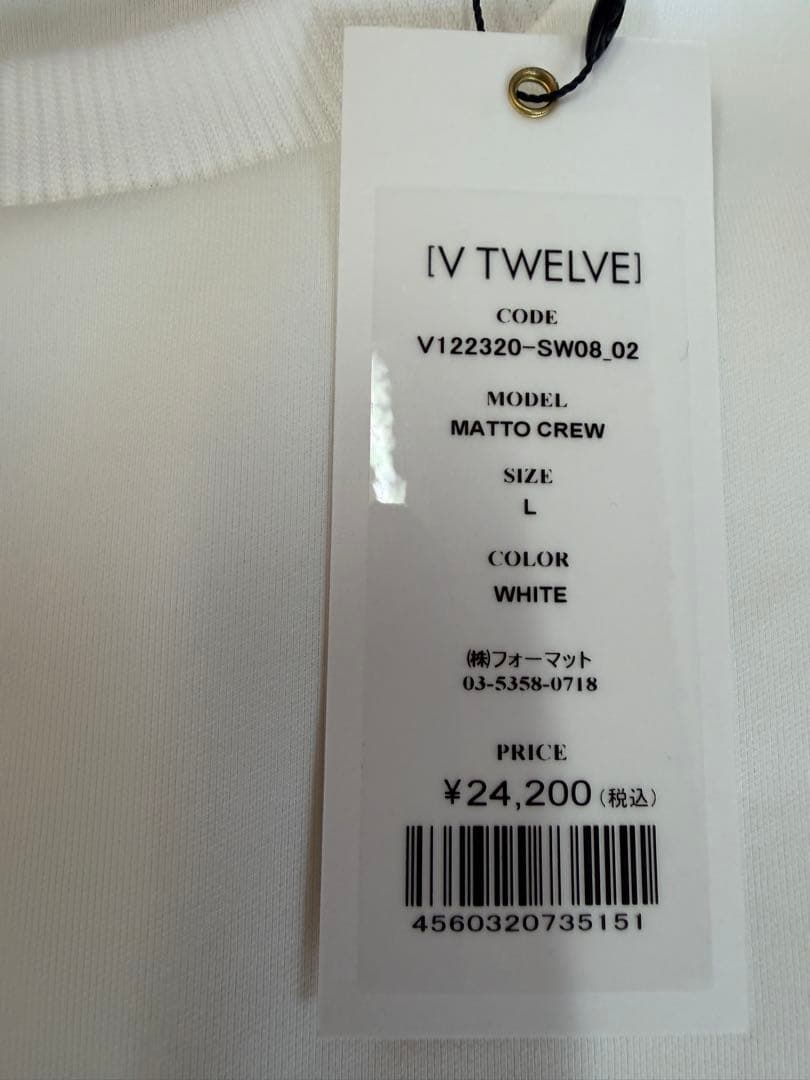 [V TWELVE]
CODE
V122320-SW08_02
MODEL
MATTO CREW
SIZE
L
COLOR
WHITE
㈱フォーマット
03-5358-0718
PRICE
¥24,200(税込)
4560320735151